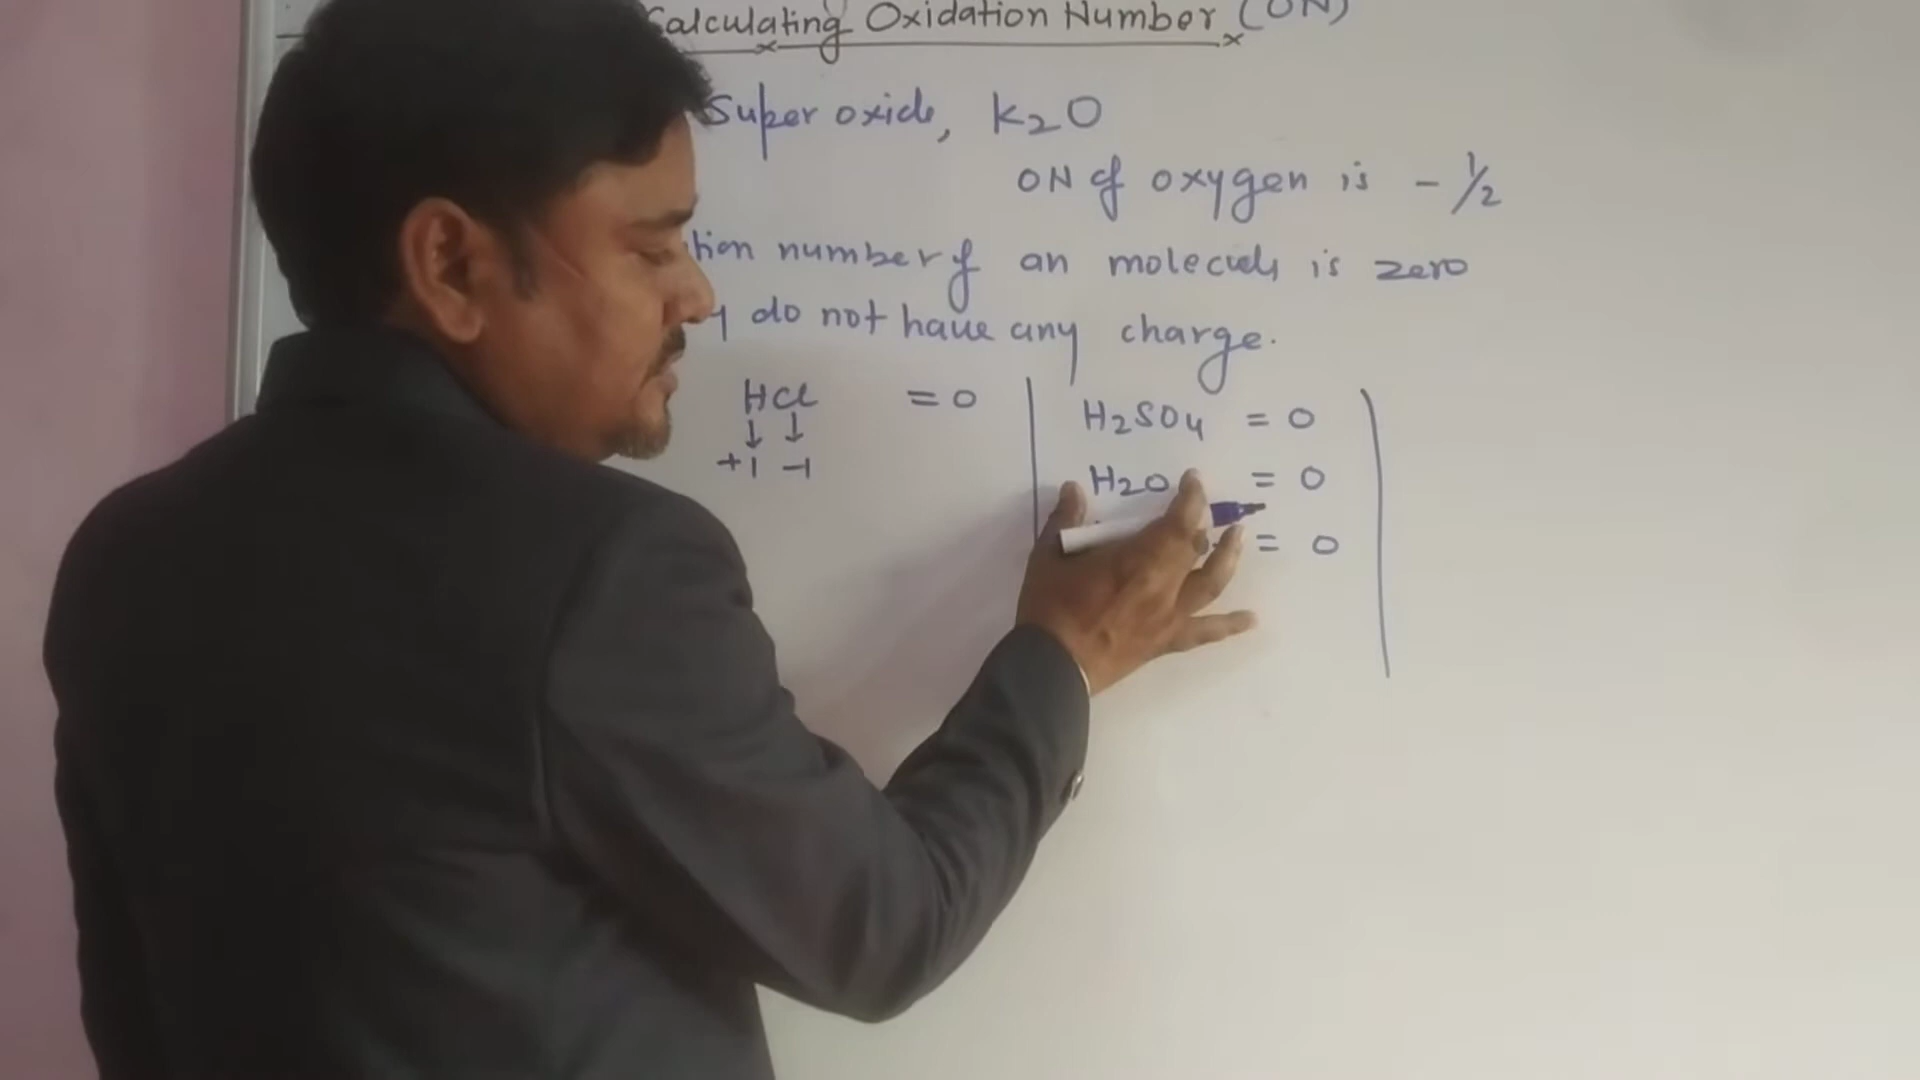 Calculating Oxidation Number (ON)
Super oxide, K2O
ON of oxygen is - 1/2
number of an molecule is zero
do not have any charge.
HCl = 0
↓ ↓
+1 -1
H2SO4 = 0
H2O = 0
= 0